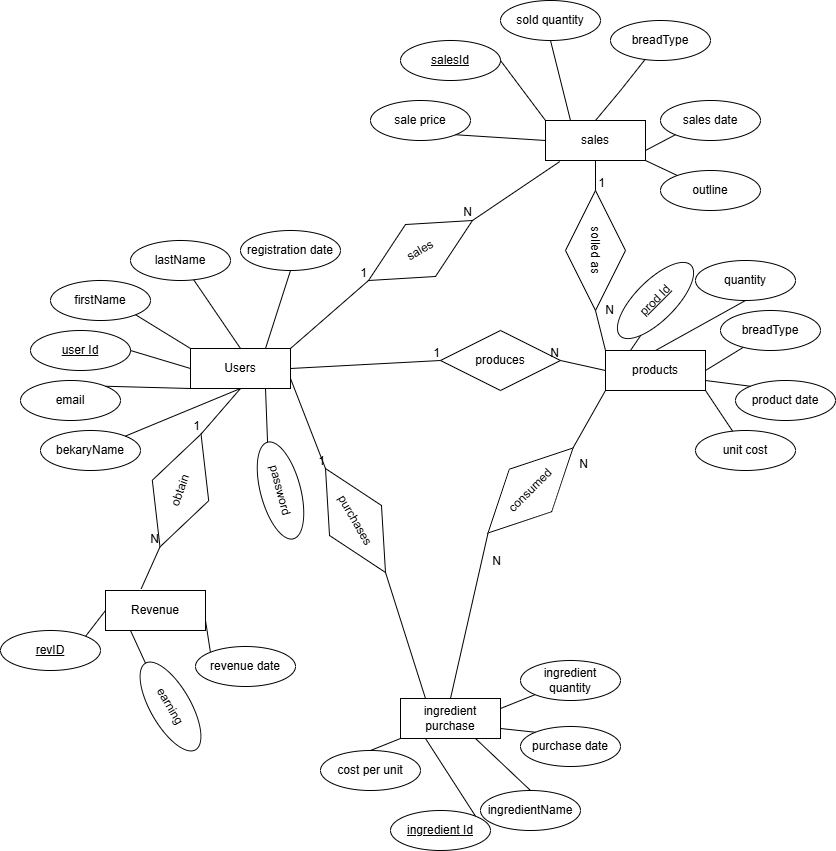 sold quantity
breadType
salesId
sale price
sales date
sales
outline
1
N
sales
solled as
registration date
lastName
1
prod Id
quantity
firstName
N
breadType
user Id
Users
1
produces
N
products
email
product date
bekaryName
1
password
unit cost
1
N
consumed
obtain
purchases
N
N
Revenue
revID
revenue date
earning
ingredient
quantity
ingredient
purchase
purchase date
cost per unit
ingredientName
ingredient Id